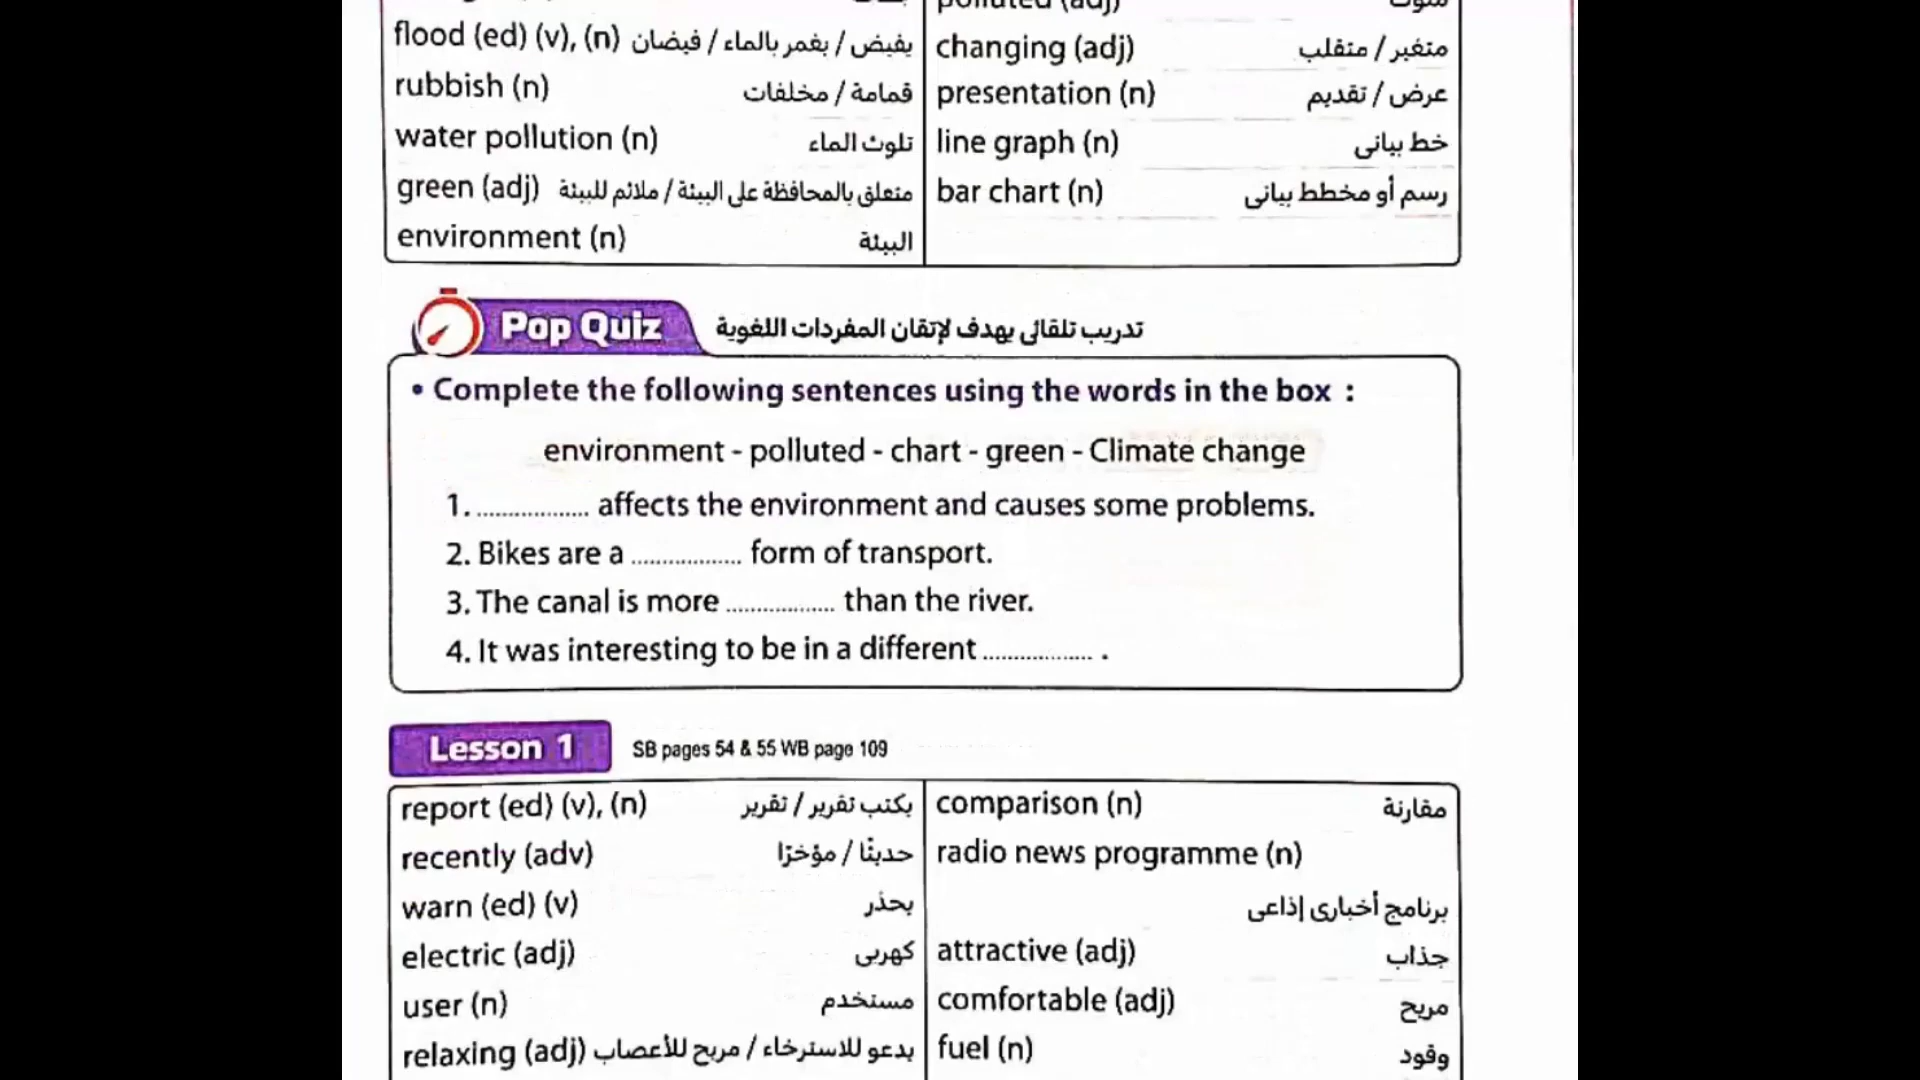 flood (ed) (v), (n) يفيض / يغمر بالماء / فيضان
rubbish (n) قمامة / مخلفات
water pollution (n) تلوث الماء
green (adj) متعلق بالمحافظة على البيئة / ملائم للبيئة
environment (n) البيئة
polluted (adj) ملوث
changing (adj) متغير / متقلب
presentation (n) عرض / تقديم
line graph (n) خط بيانى
bar chart (n) رسم أو مخطط بيانى
Pop Quiz تدريب تلقائى يهدف لإتقان المفردات اللغوية
• Complete the following sentences using the words in the box :
environment - polluted - chart - green - Climate change
1. .................. affects the environment and causes some problems.
2. Bikes are a .................. form of transport.
3. The canal is more .................. than the river.
4. It was interesting to be in a different .................. .
Lesson 1 SB pages 54 & 55 WB page 109
report (ed) (v), (n) يكتب تقرير / تقرير
recently (adv) حديثًا / مؤخرًا
warn (ed) (v) يحذر
electric (adj) كهربى
user (n) مستخدم
relaxing (adj) يدعو للاسترخاء / مريح للأعصاب
comparison (n) مقارنة
radio news programme (n)
برنامج أخبارى إذاعى
attractive (adj) جذاب
comfortable (adj) مريح
fuel (n) وقود